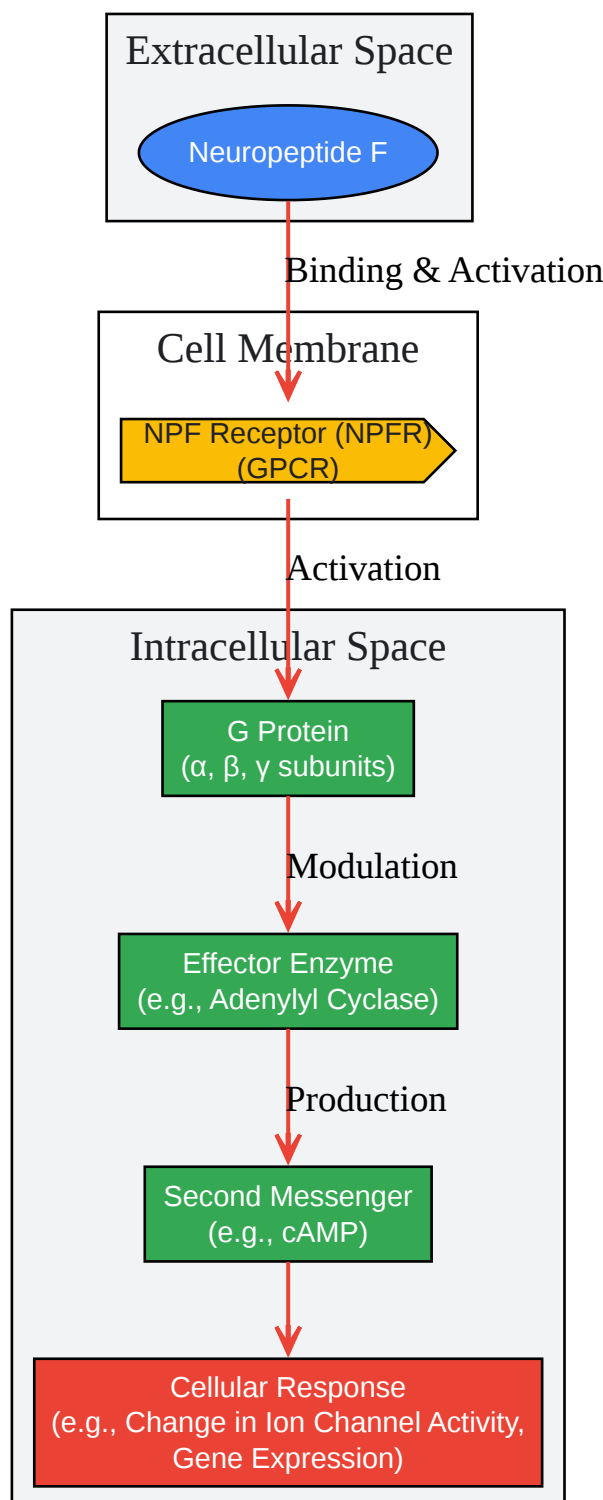 Extracellular Space
Neuropeptide F
Binding & Activation
Cell Membrane
NPF Receptor (NPFR)
(GPCR)
Activation
Intracellular Space
G Protein
(α, β, γ subunits)
Modulation
Effector Enzyme
(e.g., Adenylyl Cyclase)
Production
Second Messenger
(e.g., cAMP)
Cellular Response
(e.g., Change in Ion Channel Activity,
Gene Expression)